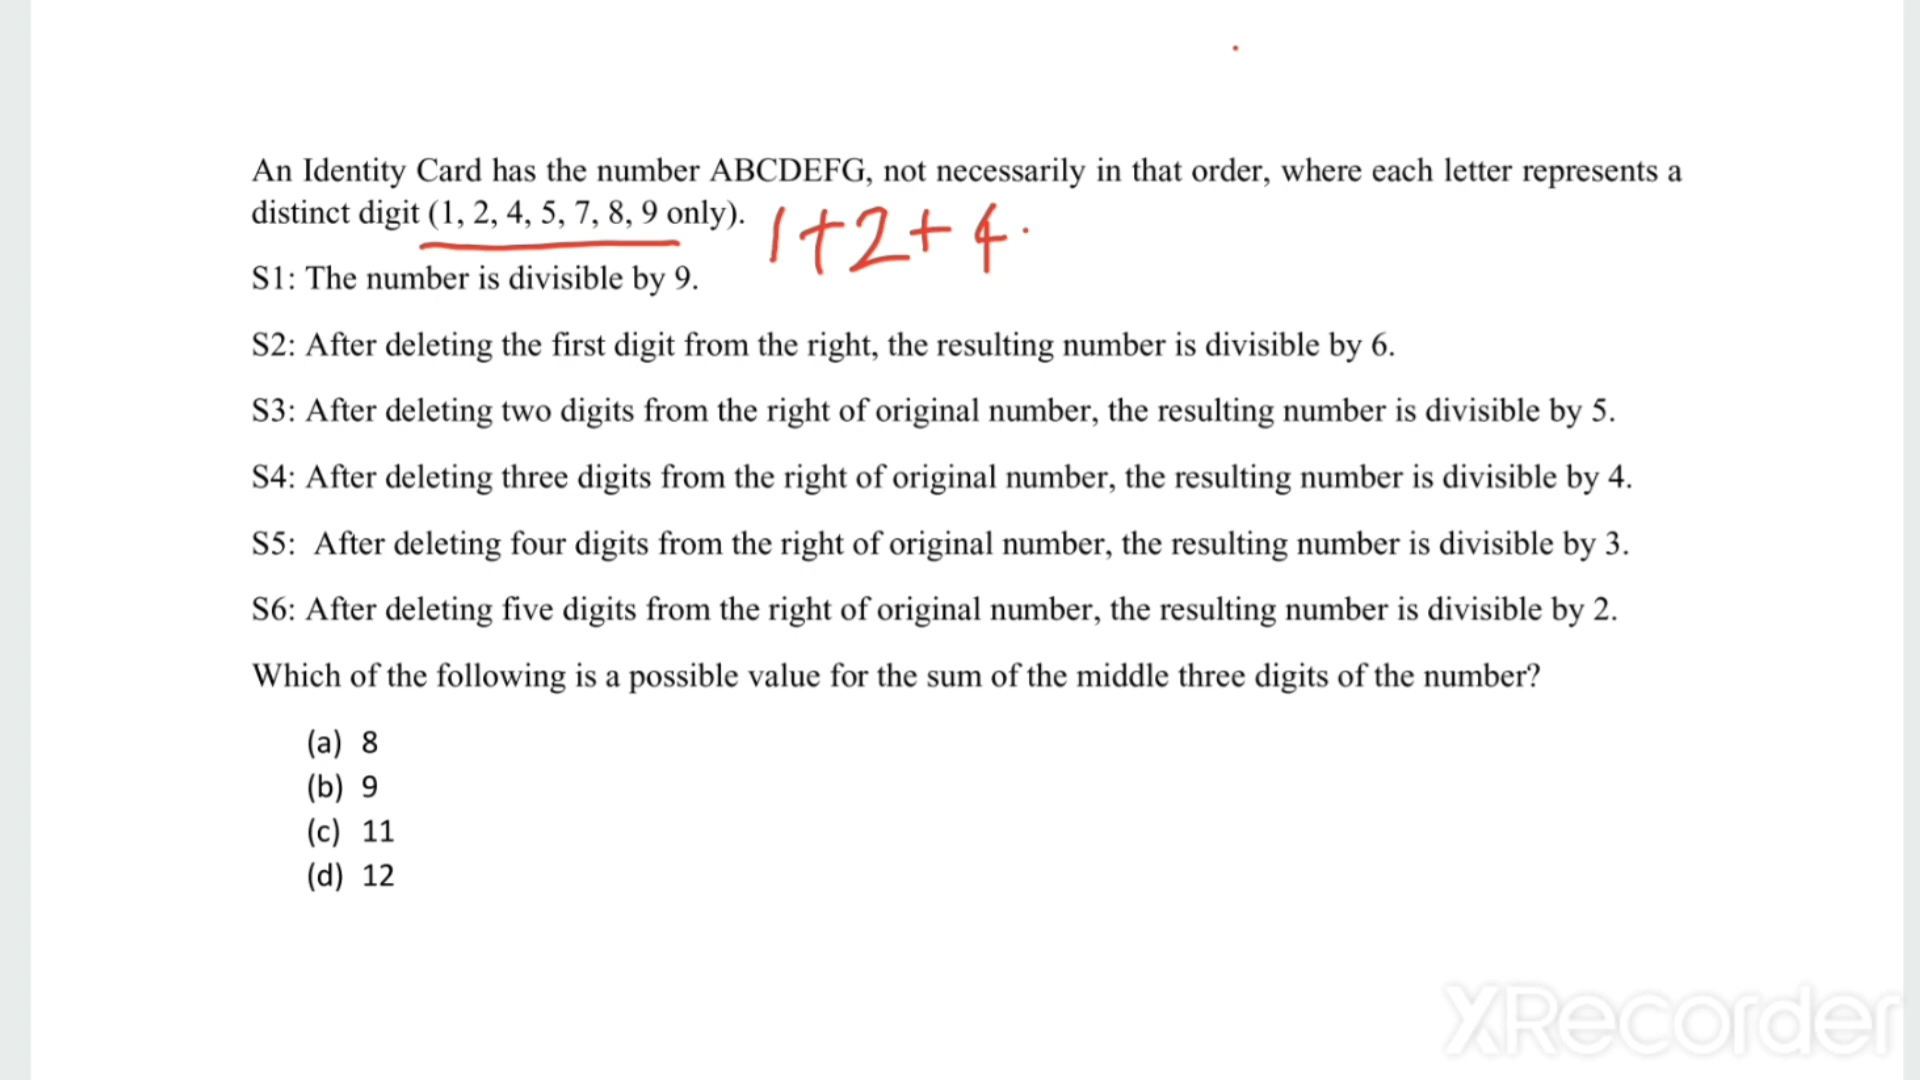 An Identity Card has the number ABCDEFG, not necessarily in that order, where each letter represents a
distinct digit (1, 2, 4, 5, 7, 8, 9 only).
1+2+4
S1: The number is divisible by 9.
S2: After deleting the first digit from the right, the resulting number is divisible by 6.
S3: After deleting two digits from the right of original number, the resulting number is divisible by 5.
S4: After deleting three digits from the right of original number, the resulting number is divisible by 4.
S5: After deleting four digits from the right of original number, the resulting number is divisible by 3.
S6: After deleting five digits from the right of original number, the resulting number is divisible by 2.
Which of the following is a possible value for the sum of the middle three digits of the number?
(a) 8
(b) 9
(c) 11
(d) 12
XRecorder